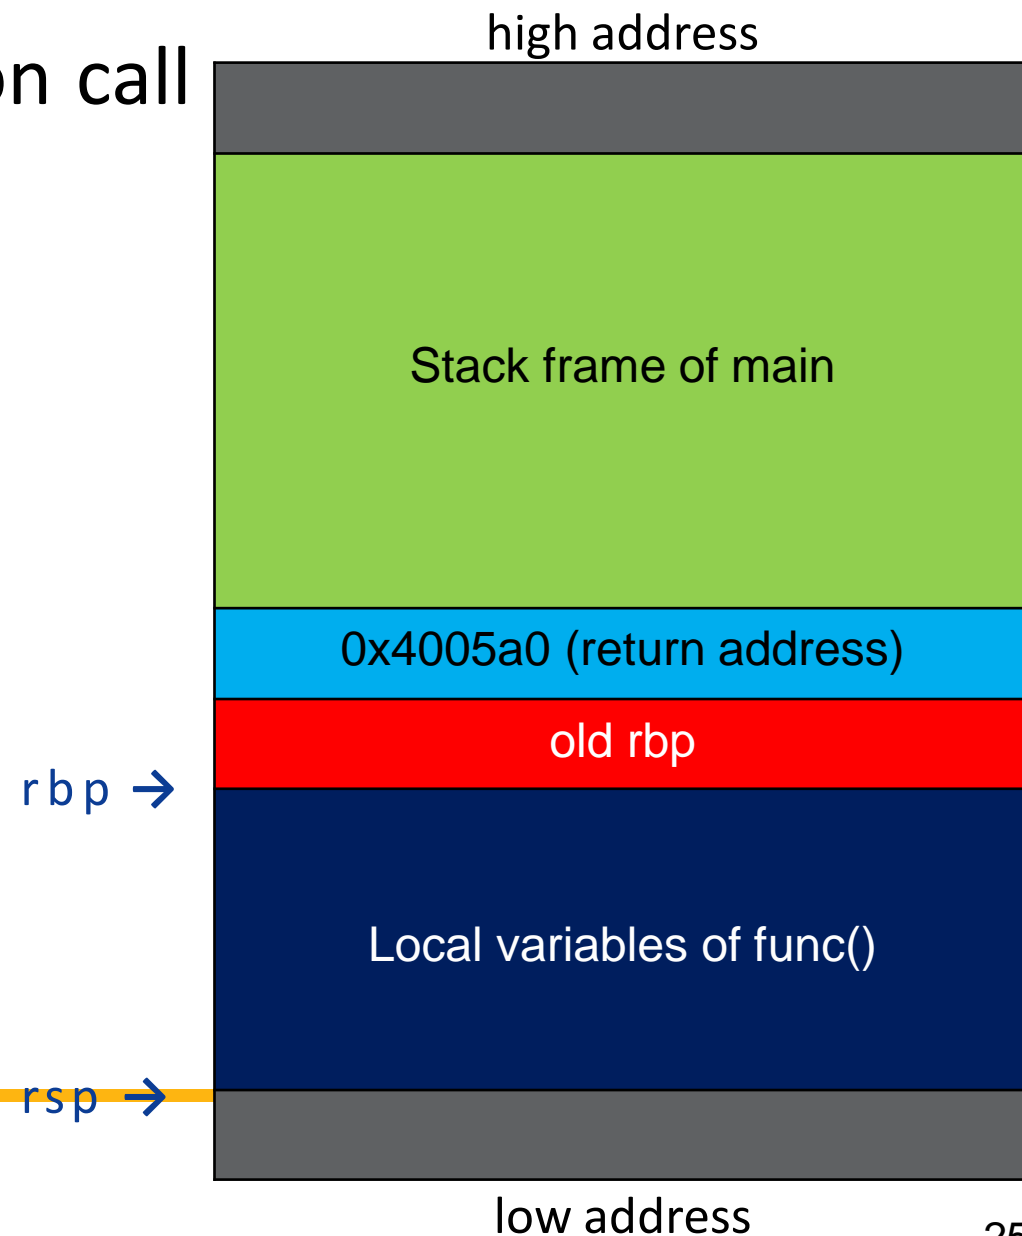 high address
on call
Stack frame of main
0x4005a0 (return address)
old rbp
rbp →
Local variables of func()
rsp →
low address
25